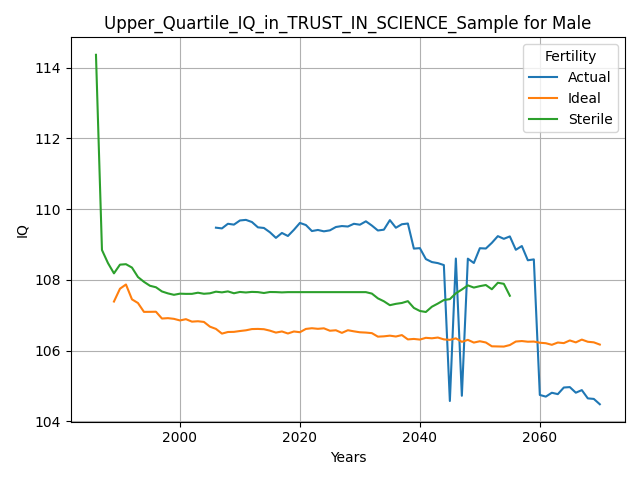 Upper_Quartile_IQ_in_TRUST_IN_SCIENCE_Sample for Male
Fertility
Actual
Ideal
Sterile
114
112
110
108
106
104
IQ
2000
2020
2040
2060
Years